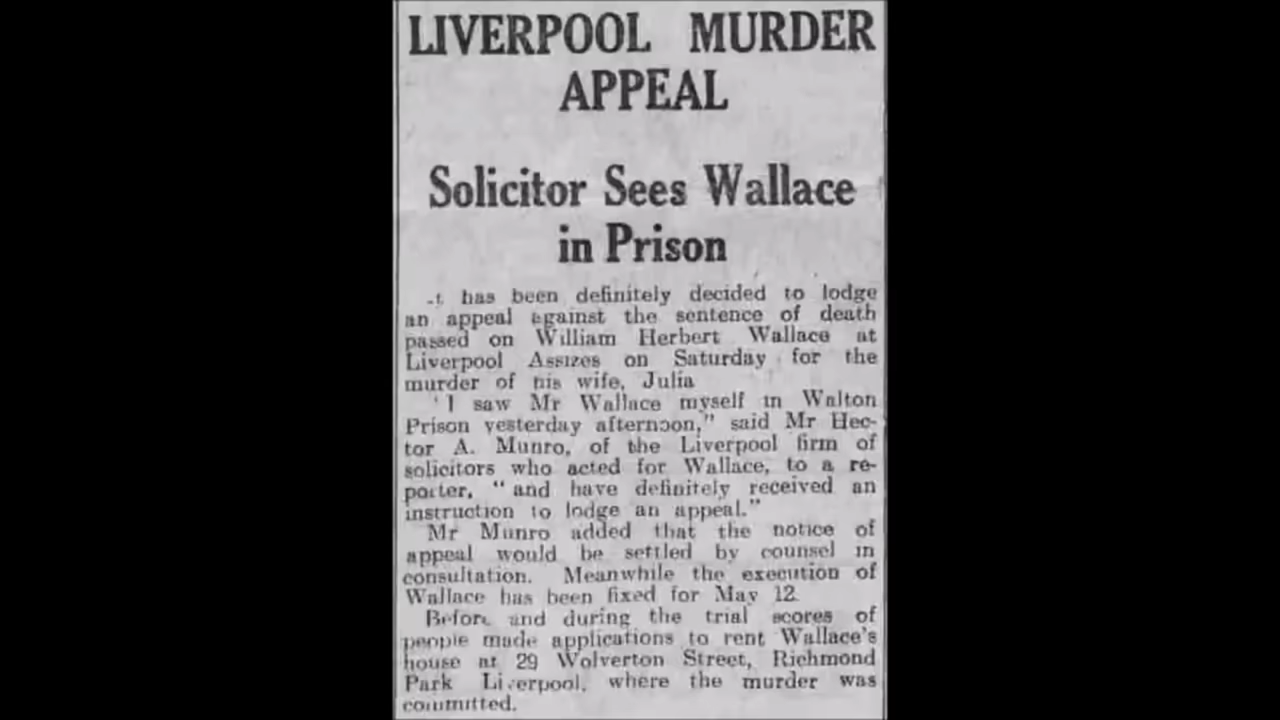 LIVERPOOL MURDER
APPEAL
Solicitor Sees Wallace
in Prison
It has been definitely decided to lodge
an appeal against the sentence of death
passed on William Herbert Wallace at
Liverpool Assizes on Saturday for the
murder of his wife, Julia
"I saw Mr Wallace myself in Walton
Prison yesterday afternoon," said Mr Hec-
tor A. Munro, of the Liverpool firm of
solicitors who acted for Wallace, to a re-
porter, "and have definitely received an
instruction to lodge an appeal."
Mr Munro added that the notice of
appeal would be settled by counsel in
consultation. Meanwhile the execution of
Wallace has been fixed for May 12
Before and during the trial scores of
people made applications to rent Wallace's
house at 29 Wolverton Street, Richmond
Park Liverpool, where the murder was
committed.